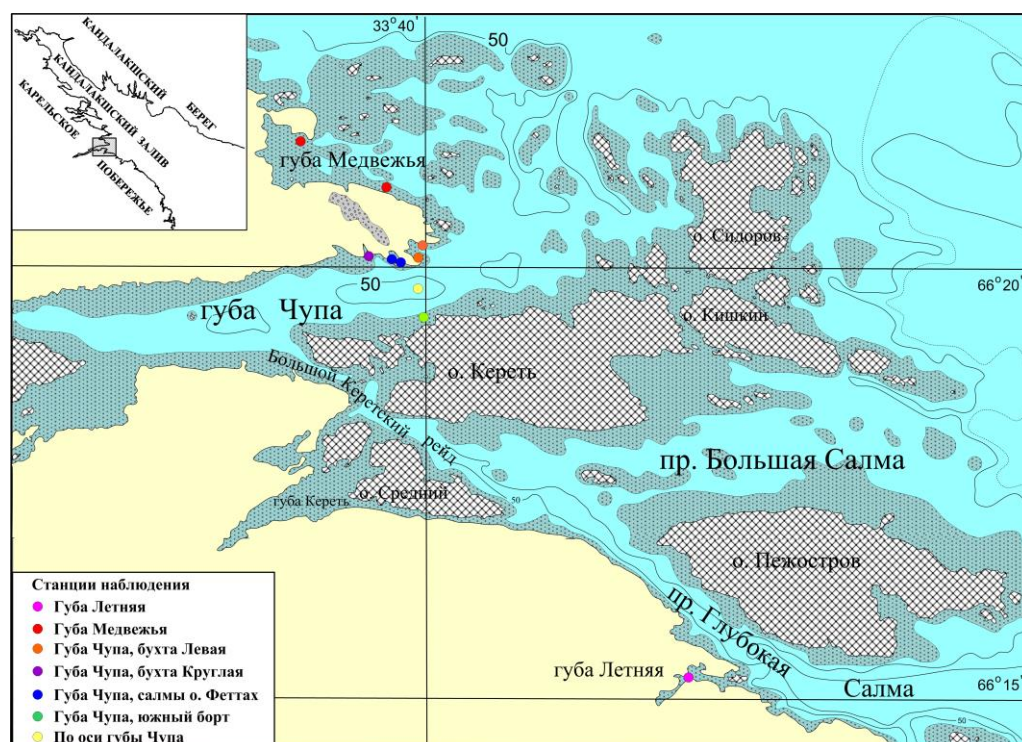 КАНДАЛАКШСКИЙ
БЕРЕГ
КАНДАЛАКШСКИЙ ЗАЛИВ
КАРЕЛЬСКОЕ
ПОБЕРЕЖЬЕ
33°40'
50
губа Медвежья
о. Сидоров
66°20'
50
губа Чупа
о. Кишкин
Большой Керетский рейд
о. Кереть
пр. Большая Салма
губа Кереть
о. Средний
50
о. Пежостров
пр. Глубокая
Салма
губа Летняя
66°15'
50
Станции наблюдения
Губа Летняя
Губа Медвежья
Губа Чупа, бухта Левая
Губа Чупа, бухта Круглая
Губа Чупа, салмы о. Феттах
Губа Чупа, южный борт
По оси губы Чупа